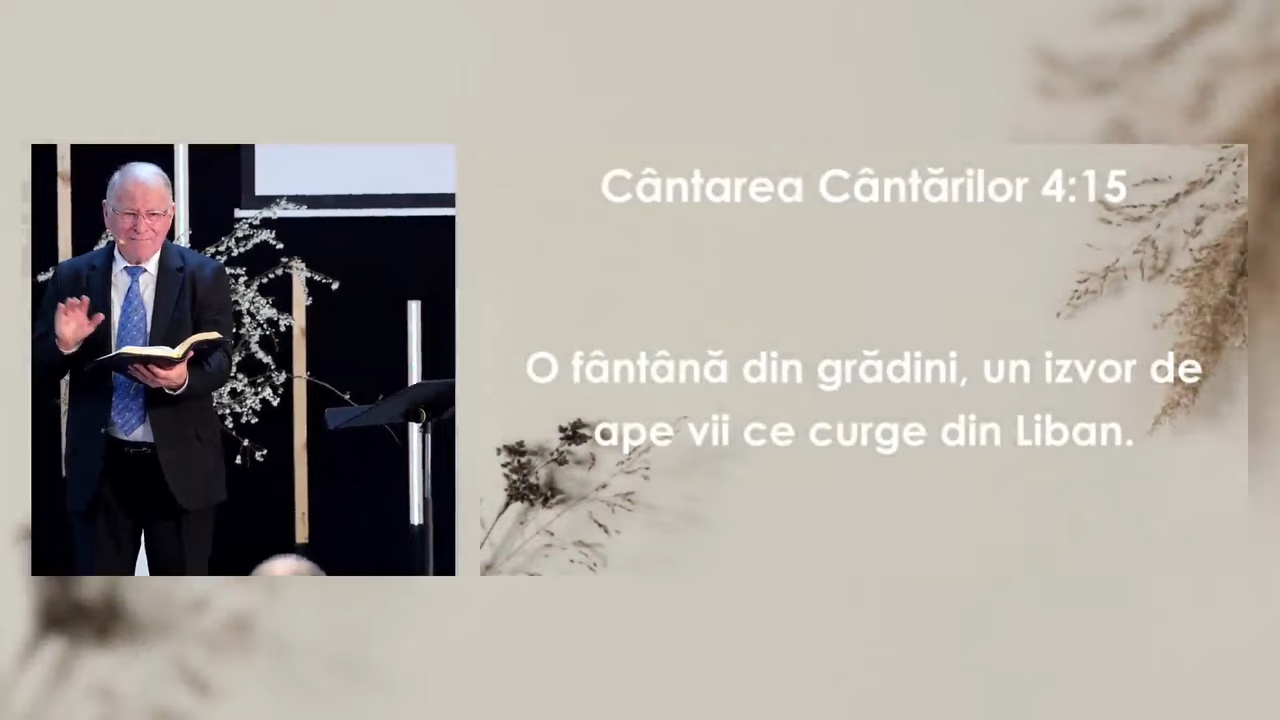 Cântarea Cântărilor 4:15
O fântână din grădini, un izvor de
ape vii ce curge din Liban.